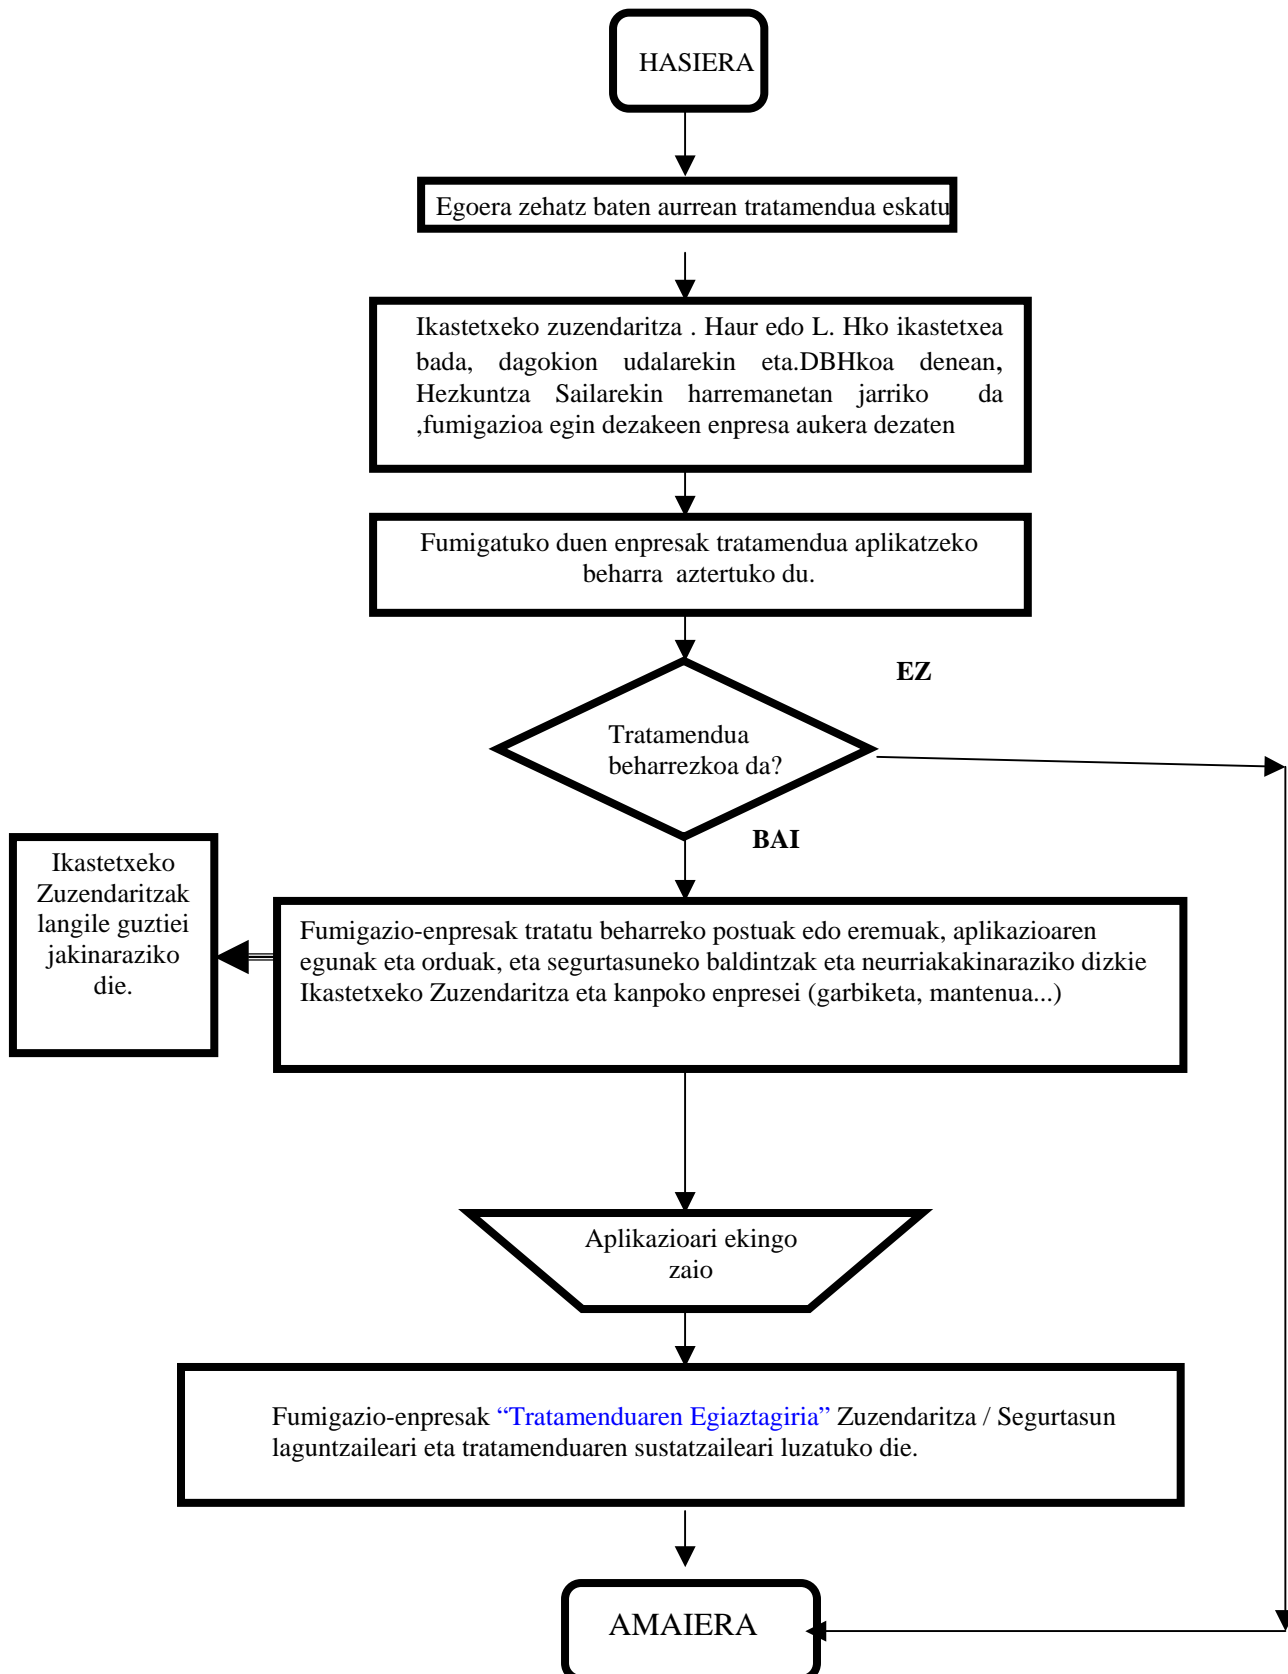 HASIERA
Egoera zehatz baten aurrean tratamendua eskatu
Ikastetxeko zuzendaritza . Haur edo L. Hko ikastetxea
bada, dagokion udalarekin eta.DBHkoa denean,
Hezkuntza Sailarekin harremanetan jarriko da
,fumigazioa egin dezakeen enpresa aukera dezaten
Fumigatuko duen enpresak tratamendua aplikatzeko
beharra aztertuko du.
EZ
Tratamendua
beharrezkoa da?
BAI
Ikastetxeko
Zuzendaritzak
langile guztiei
jakinaraziko
die.
Fumigazio-enpresak tratatu beharreko postuak edo eremuak, aplikazioaren
egunak eta orduak, eta segurtasuneko baldintzak eta neurriakakinaraziko dizkie
Ikastetxeko Zuzendaritza eta kanpoko enpresei (garbiketa, mantenua...)
Aplikazioari ekingo
zaio
Fumigazio-enpresak “Tratamenduaren Egiaztagiria” Zuzendaritza / Segurtasun
laguntzaileari eta tratamenduaren sustatzaileari luzatuko die.
AMAIERA